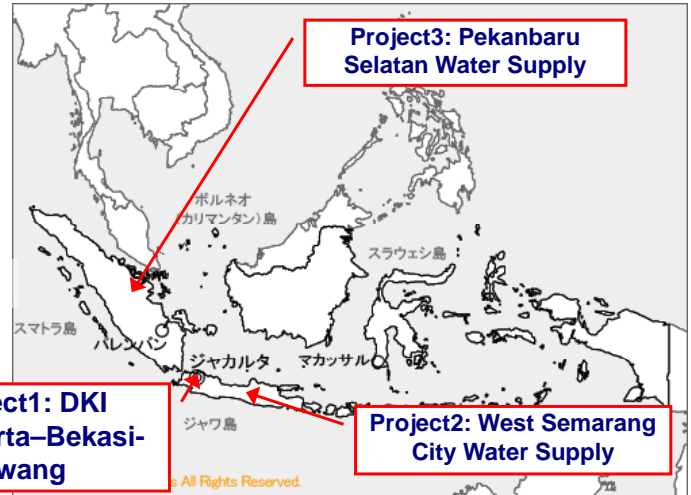 Project3: Pekanbaru
Selatan Water Supply
ボルネオ
(カリマンタン)島
スラウェシ島
スマトラ島
パレンバン
ジャカルタ
マカッサル
ect1: DKI
rta–Bekasi-
wang
ジャワ島
Project2: West Semarang
City Water Supply
s All Rights Reserved.